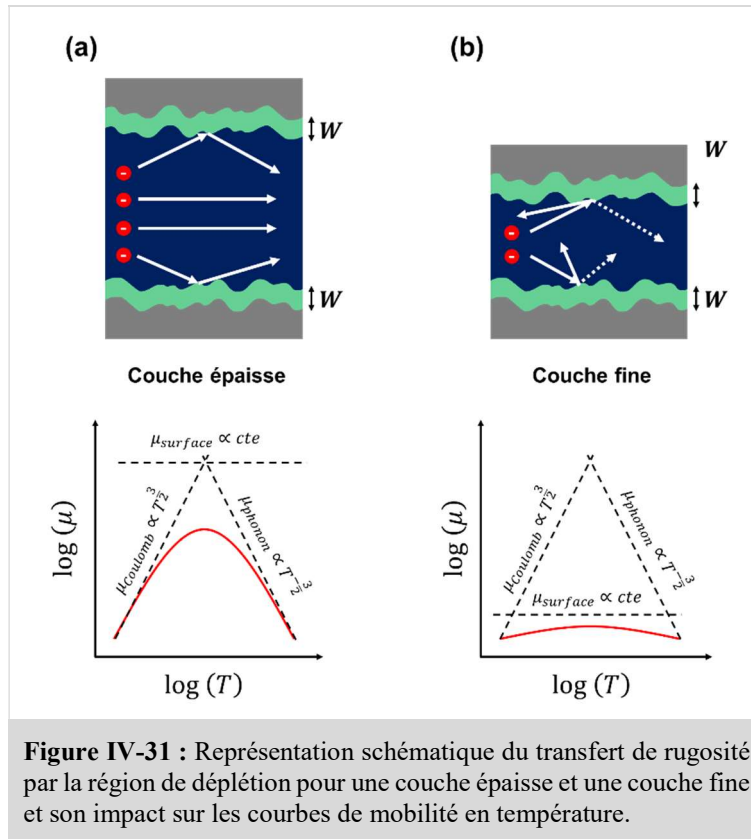 (a)
(b)
W
W
W
W
- - - -
- -
Couche épaisse
Couche fine
log (μ)
μsurface ∝ cte
μCoulomb ∝ T^3/2
μphonon ∝ T^-3/2
log (T)
log (μ)
μCoulomb ∝ T^3/2
μphonon ∝ T^-3/2
μsurface ∝ cte
log (T)
Figure IV-31 : Représentation schématique du transfert de rugosité
par la région de déplétion pour une couche épaisse et une couche fine
et son impact sur les courbes de mobilité en température.